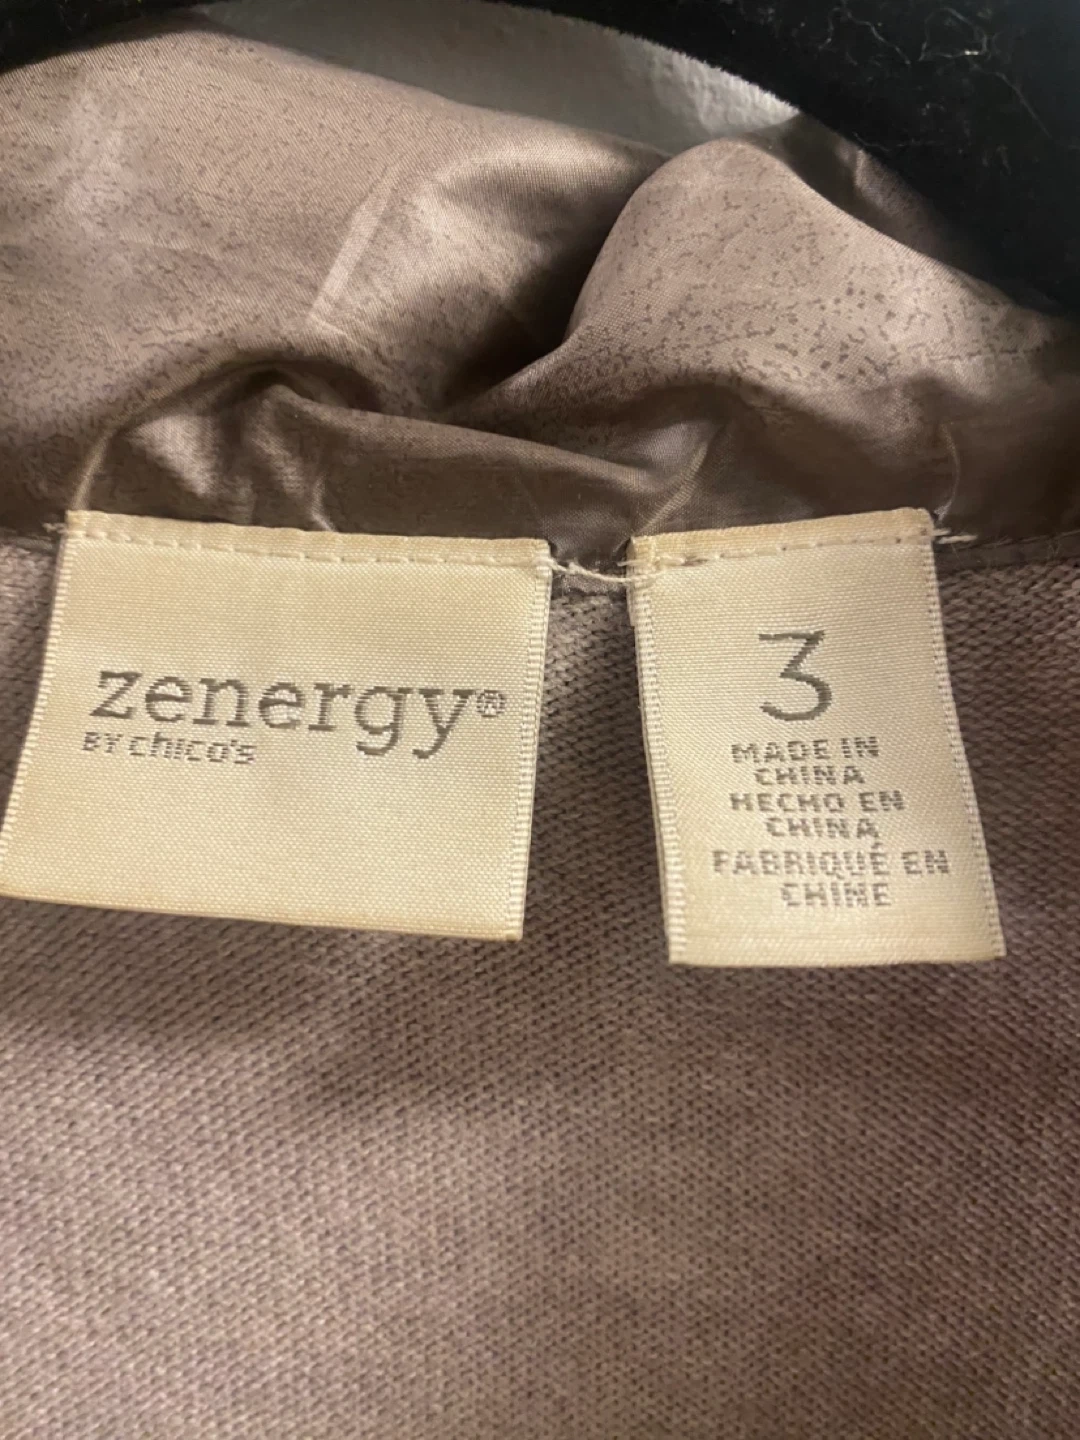 zenergy®
BY chico's
3
MADE IN
CHINA
HECHO EN
CHINA
FABRIQUÉ EN
CHINE